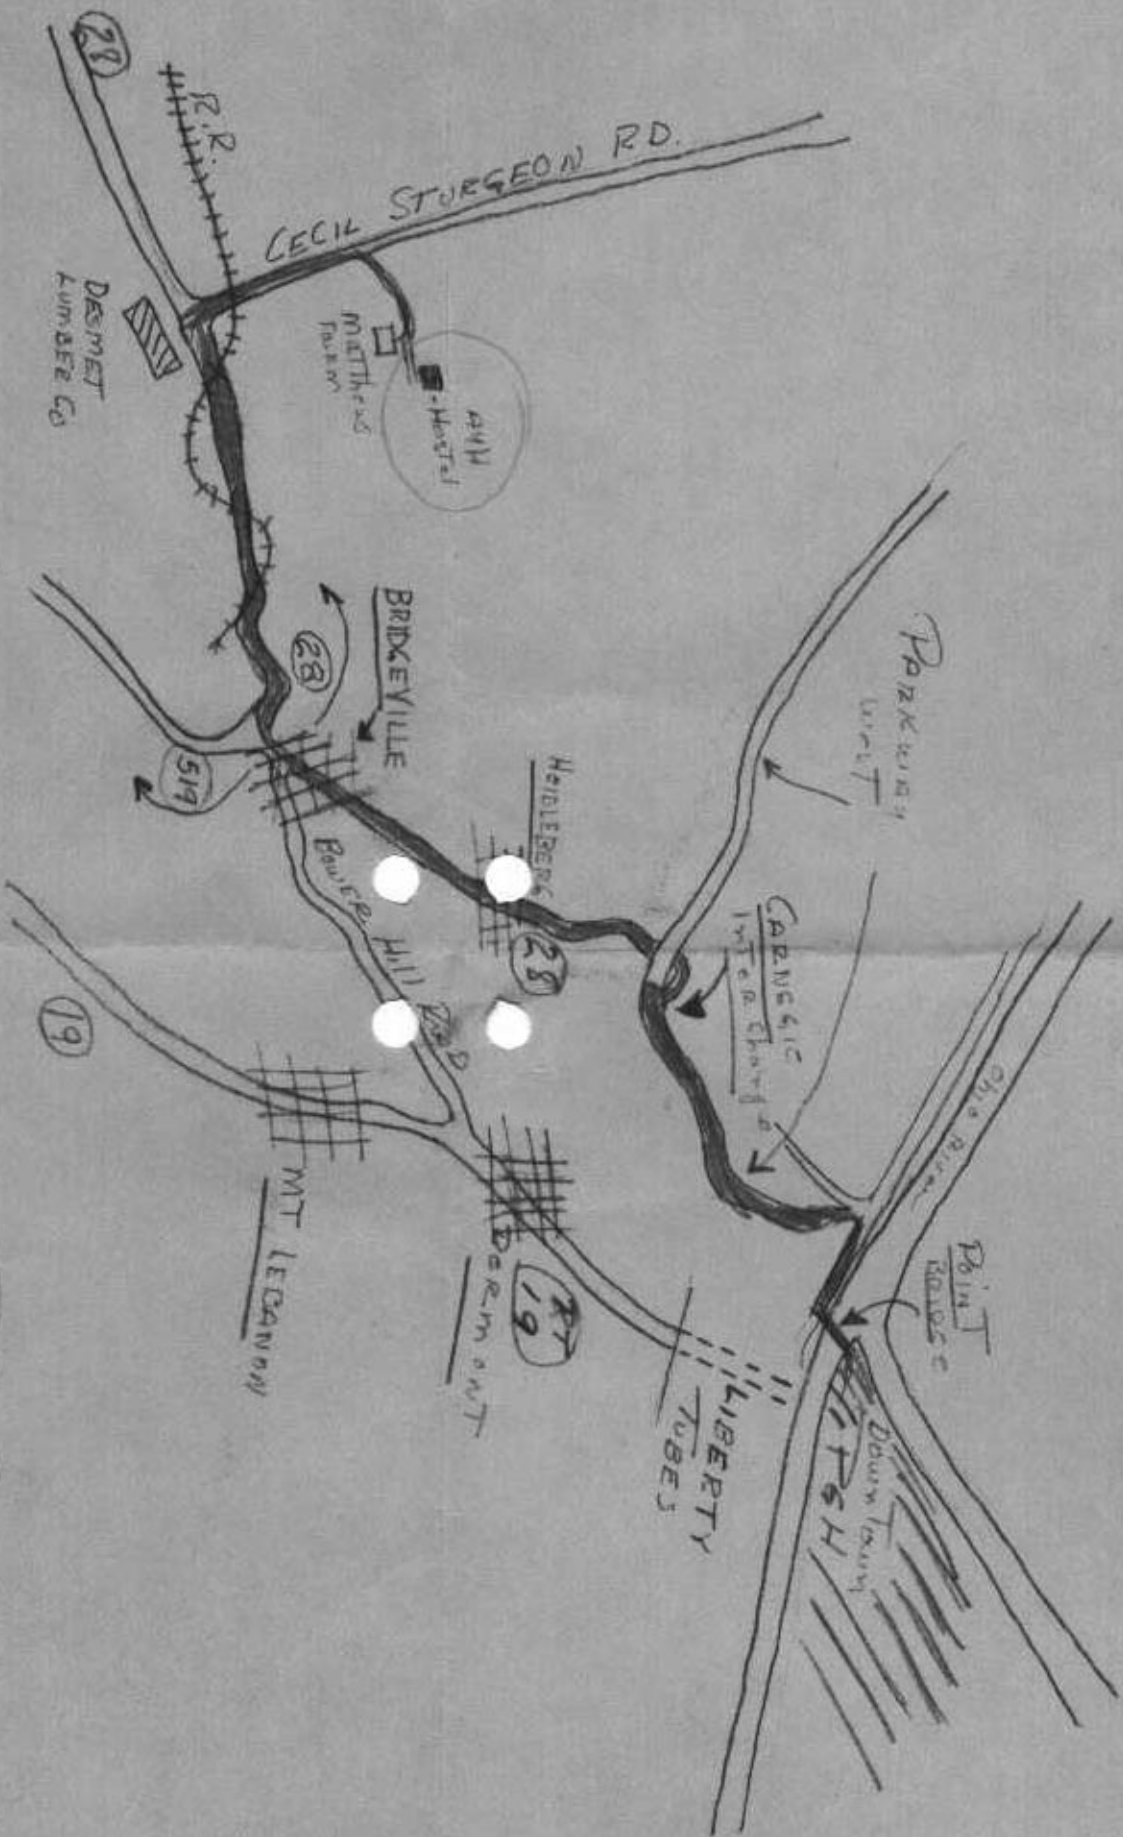 28
R.R.
CECIL STURGEON RD.
DESMET
LUMBER CO
MATThEWS
FARM
AYH
-Hostel
BRIDGEVILLE
28
519
BOWER Hill ROAD
HEIDLEBERG
28
19
MT LEBANON
DORMONT
RT
19
LIBERTY
TUBES
PARKWAY
WEST
CARNEGIE
INTERChange
Ohio River
POINT
BRIDGE
DownTown
PGH